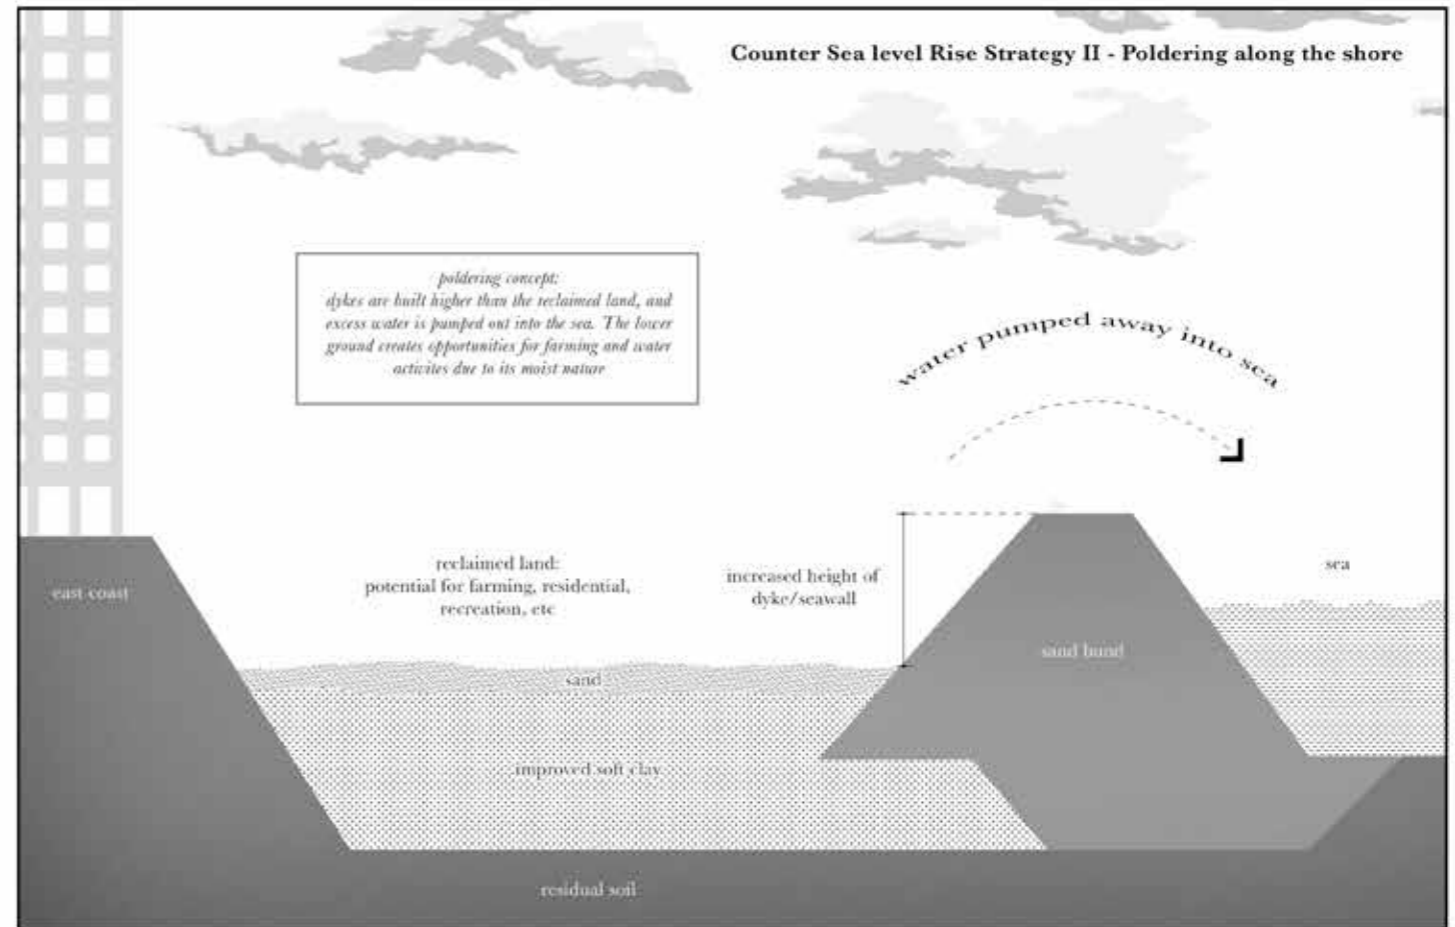 Counter Sea level Rise Strategy II - Poldering along the shore
poldering concept:
dykes are built higher than the reclaimed land, and
excess water is pumped out into the sea. The lower
ground creates opportunities for farming and water
activites due to its moist nature
water pumped away into sea
reclaimed land:
potential for farming, residential,
recreation, etc
increased height of
dyke/seawall
sea
east coast
sand bund
sand
improved soft clay
residual soil